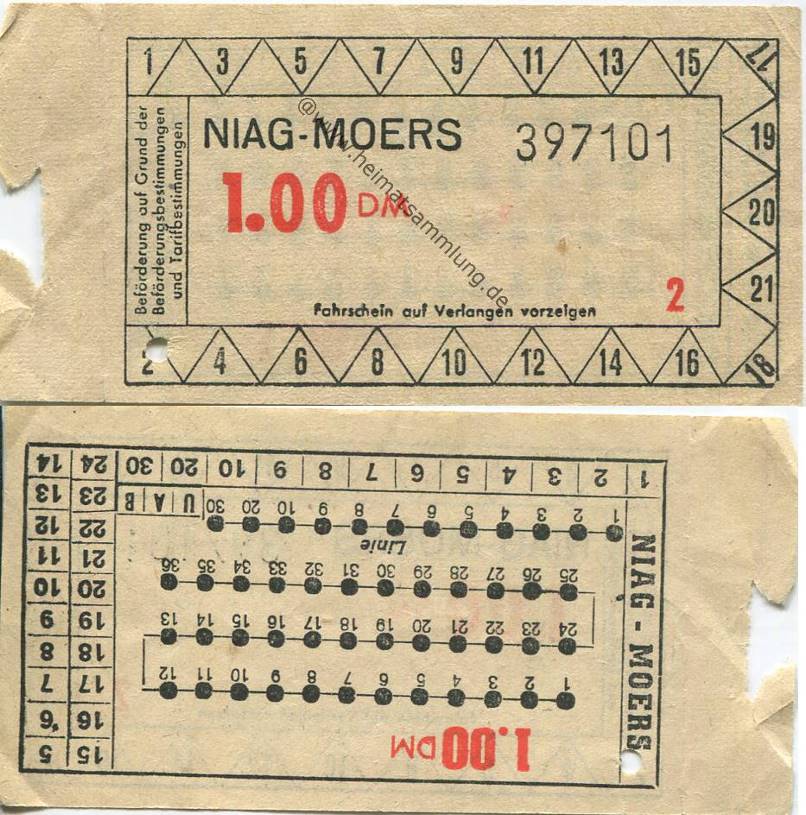 1 3 5 7 9 11 13 15 17
Beförderung auf Grund der
Beförderungsbestimmungen
und Tarifbestimmungen
NIAG-MOERS 397101
1.00 DM
@www.heimatsammlung.de
19
20
21
2
Fahrschein auf Verlangen vorzeigen
2 4 6 8 10 12 14 16 18
NIAG - MOERS
1.00 DM
1 2 3 4 5 6 7 8 9 10 11 12
24 23 22 21 20 19 18 17 16 15 14 13
25 26 27 28 29 30 31 32 33 34 35 36
Linie
1 2 3 4 5 6 7 8 9 10 20 30
U A B
1 2 3 4 5 6 7 8 9 10 20 30
15 5
16 6
17 7
18 8
19 9
20 10
21 11
22 12
23 13
24 14